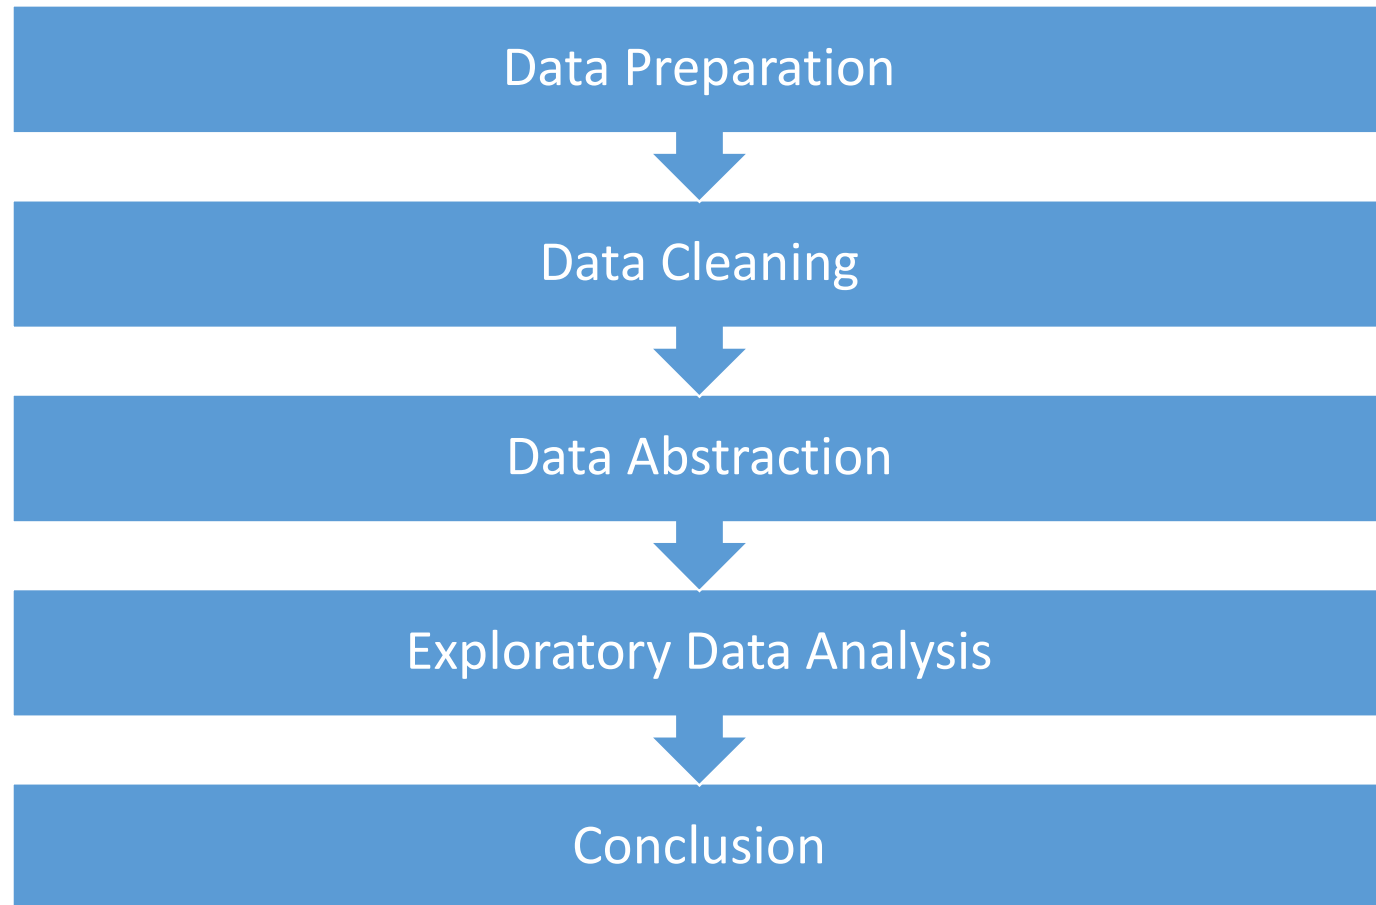 Data Preparation
Data Cleaning
Data Abstraction
Exploratory Data Analysis
Conclusion